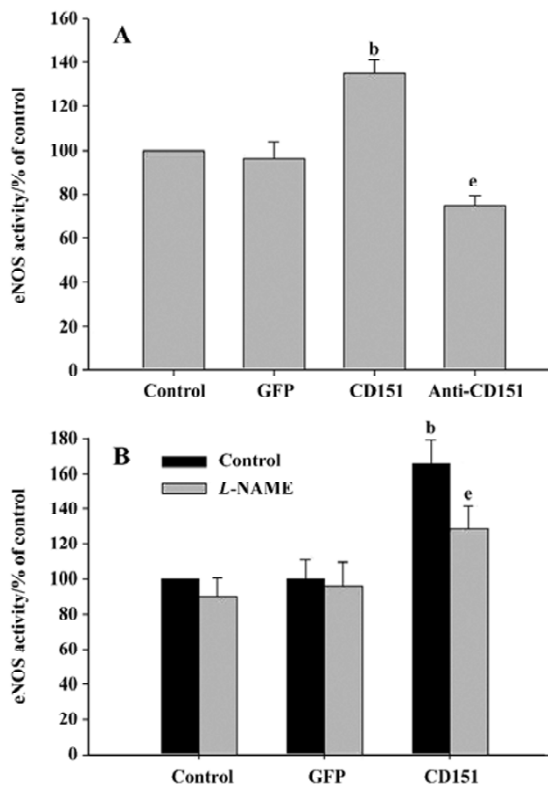 160
A
b
140
120
100
80
e
60
40
20
0
eNOS activity/% of control
Control GFP CD151 Anti-CD151
180
B
b
Control
160
L-NAME
140
e
120
100
80
60
40
20
0
eNOS activity/% of control
Control GFP CD151